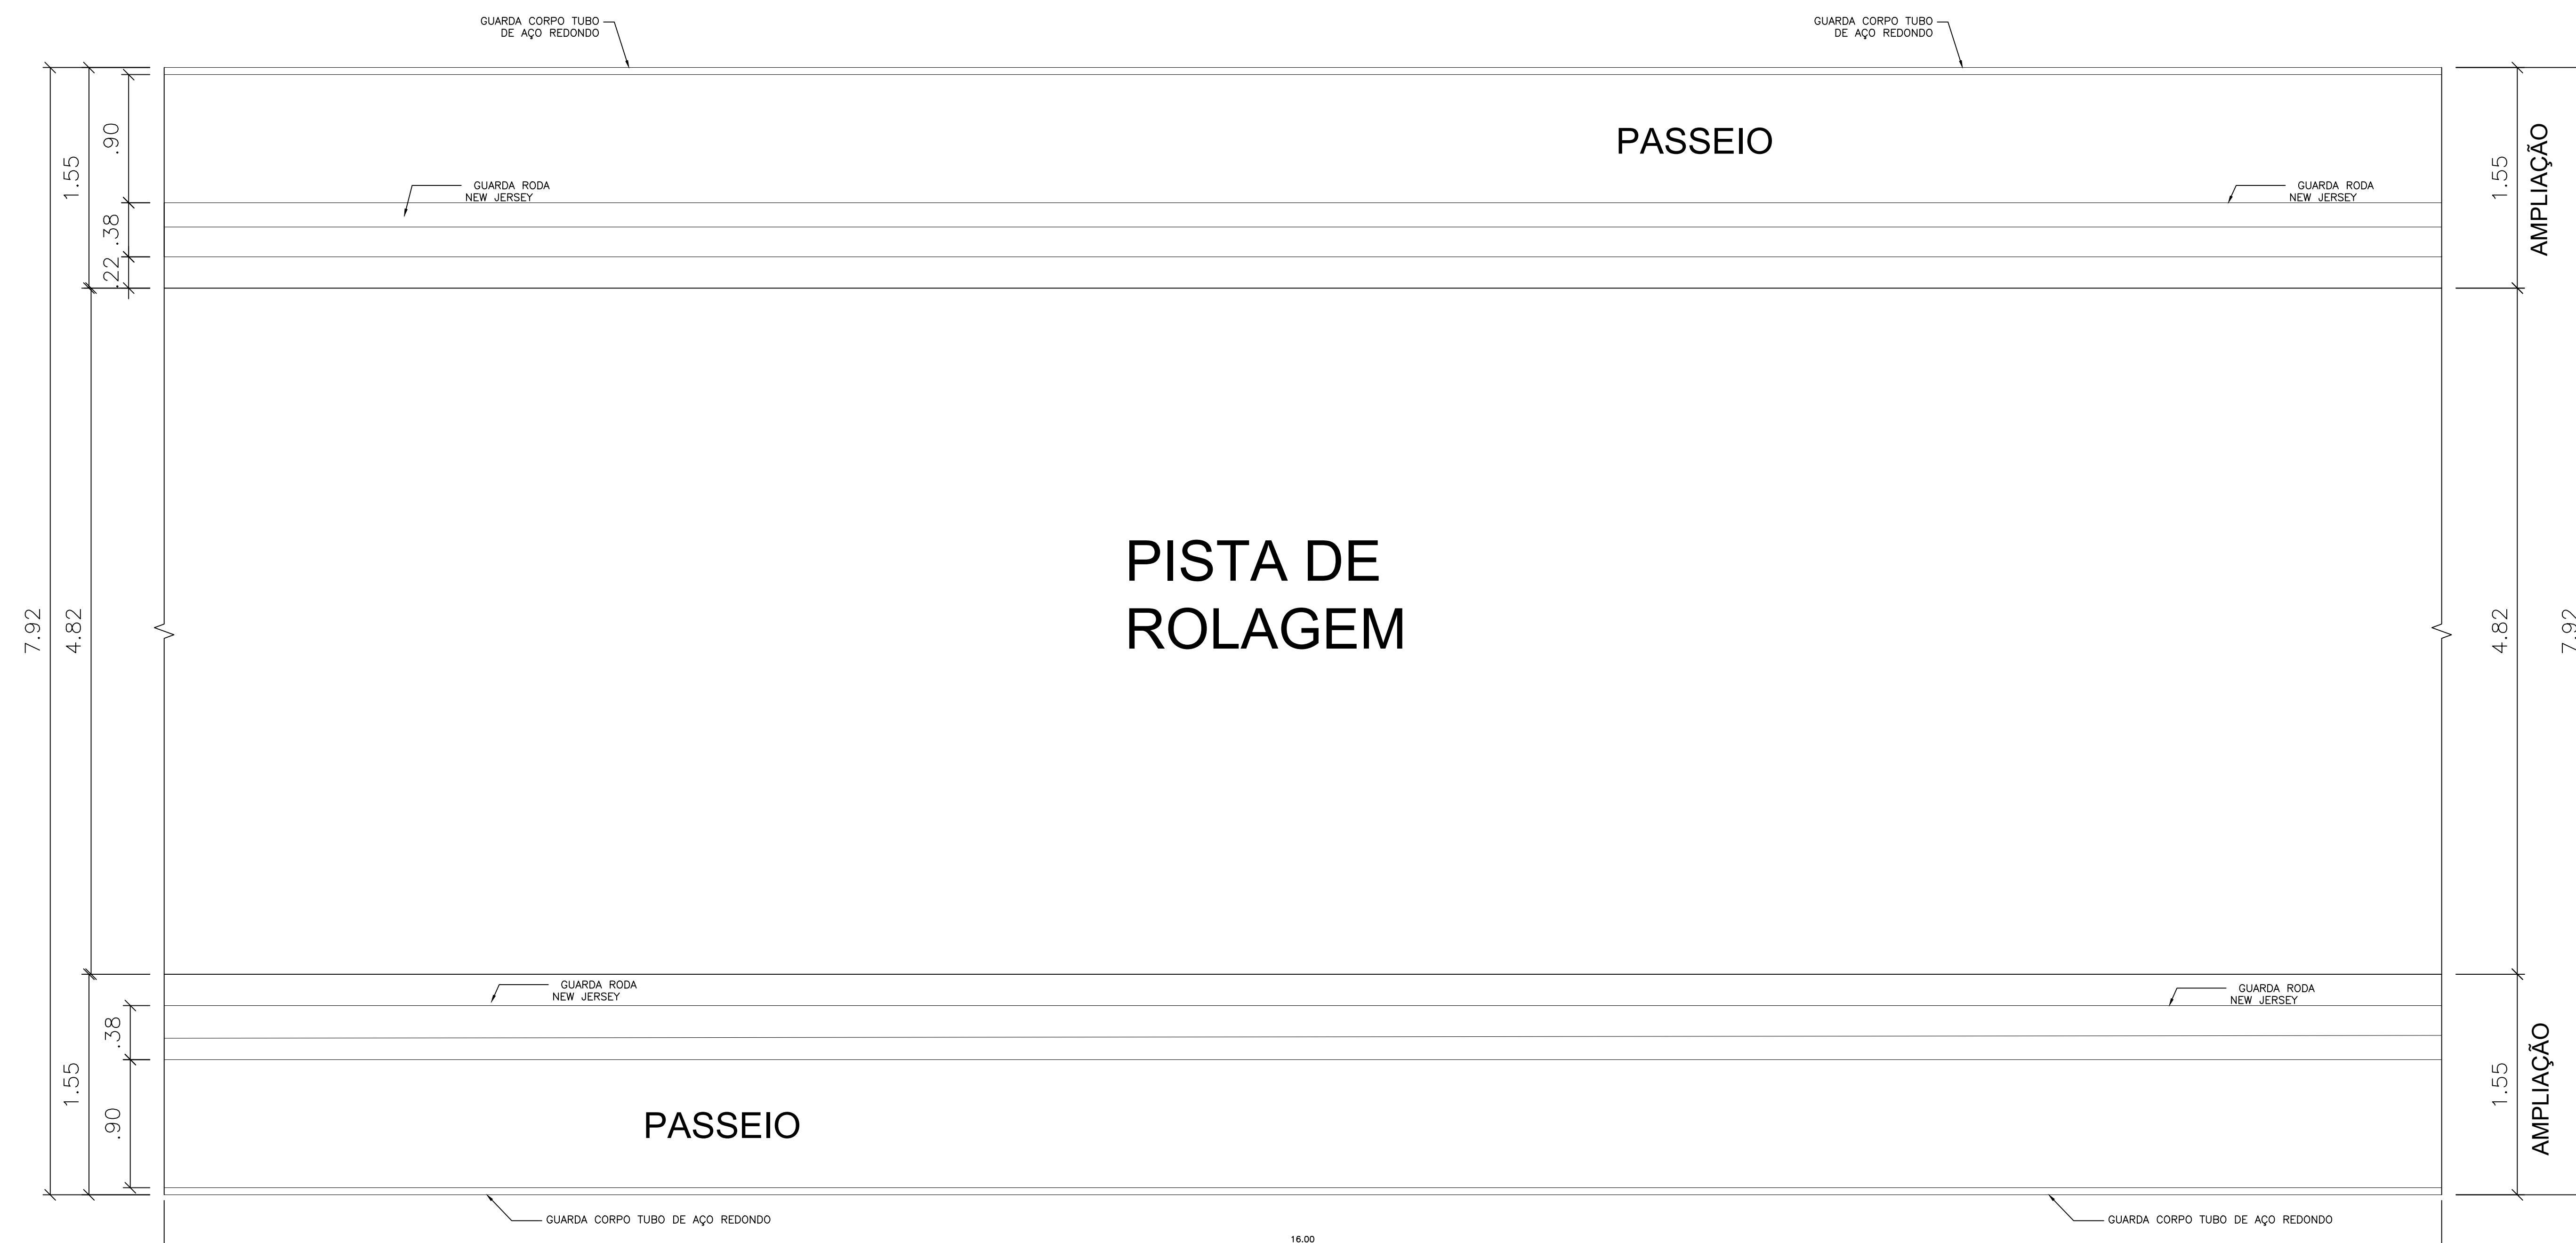 GUARDA CORPO TUBO
DE AÇO REDONDO
GUARDA CORPO TUBO
DE AÇO REDONDO
.90
1.55
PASSEIO
1.55
AMPLIAÇÃO
GUARDA RODA
NEW JERSEY
GUARDA RODA
NEW JERSEY
.38
.22
PISTA DE
ROLAGEM
7.92
4.82
4.82
7.92
GUARDA RODA
NEW JERSEY
GUARDA RODA
NEW JERSEY
.38
1.55
.90
PASSEIO
1.55
AMPLIAÇÃO
GUARDA CORPO TUBO DE AÇO REDONDO
GUARDA CORPO TUBO DE AÇO REDONDO
16.00